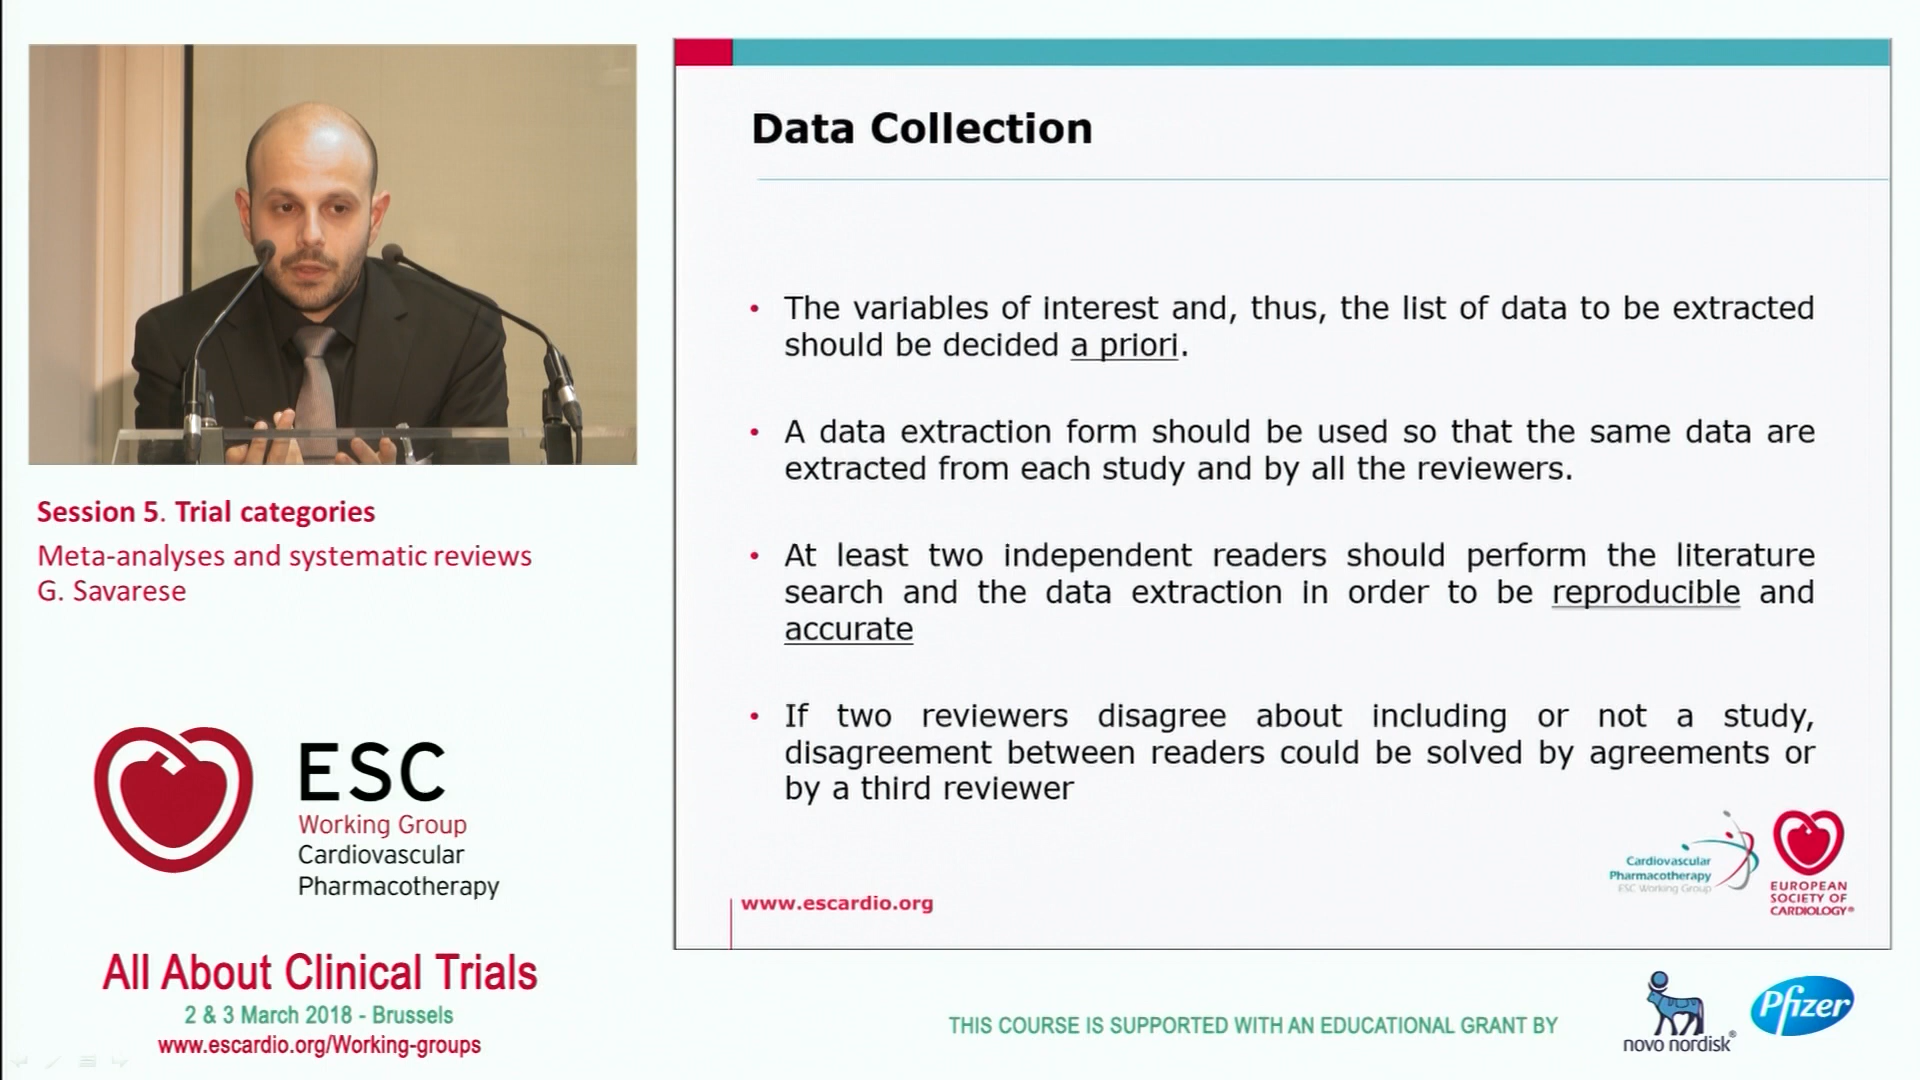 Data Collection
• The variables of interest and, thus, the list of data to be extracted
should be decided a priori.
• A data extraction form should be used so that the same data are
extracted from each study and by all the reviewers.
• At least two independent readers should perform the literature
search and the data extraction in order to be reproducible and
accurate
• If two reviewers disagree about including or not a study,
disagreement between readers could be solved by agreements or
by a third reviewer
www.escardio.org
Cardiovascular
Pharmacotherapy
ESC Working Group
EUROPEAN
SOCIETY OF
CARDIOLOGY®
Session 5. Trial categories
Meta-analyses and systematic reviews
G. Savarese
ESC
Working Group
Cardiovascular
Pharmacotherapy
All About Clinical Trials
2 & 3 March 2018 - Brussels
www.escardio.org/Working-groups
THIS COURSE IS SUPPORTED WITH AN EDUCATIONAL GRANT BY
novo nordisk®
Pfizer